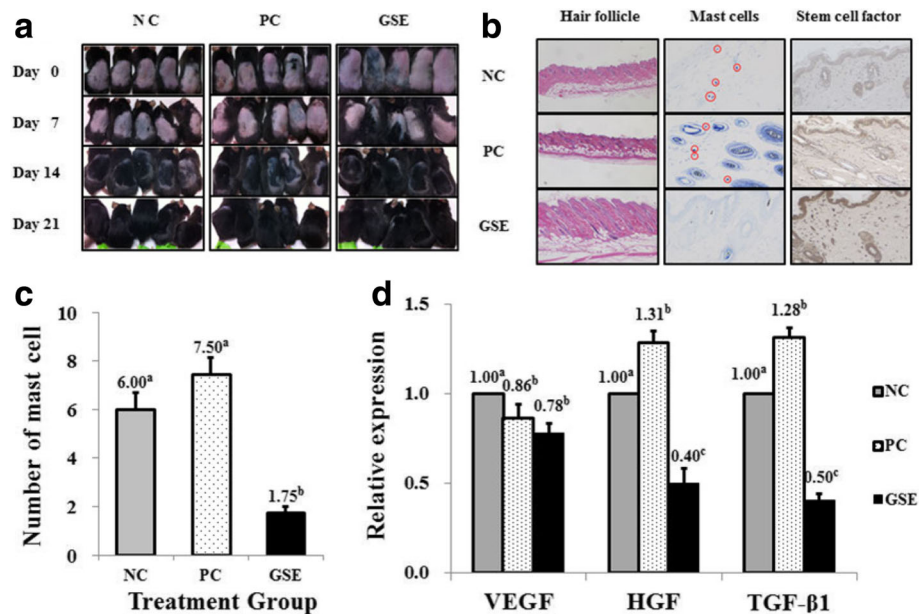 a
N C PC GSE
Day 0
Day 7
Day 14
Day 21
b
Hair follicle Mast cells Stem cell factor
NC
PC
GSE
c
Number of mast cell
10
8
6
4
2
0
6.00a
7.50a
1.75b
NC PC GSE
Treatment Group
d
Relative expression
1.5
1.0
0.5
0.0
1.00a
0.86b
0.78b
1.00a
1.31b
0.40c
1.00a
1.28b
0.50c
VEGF HGF TGF-β1
NC
PC
GSE